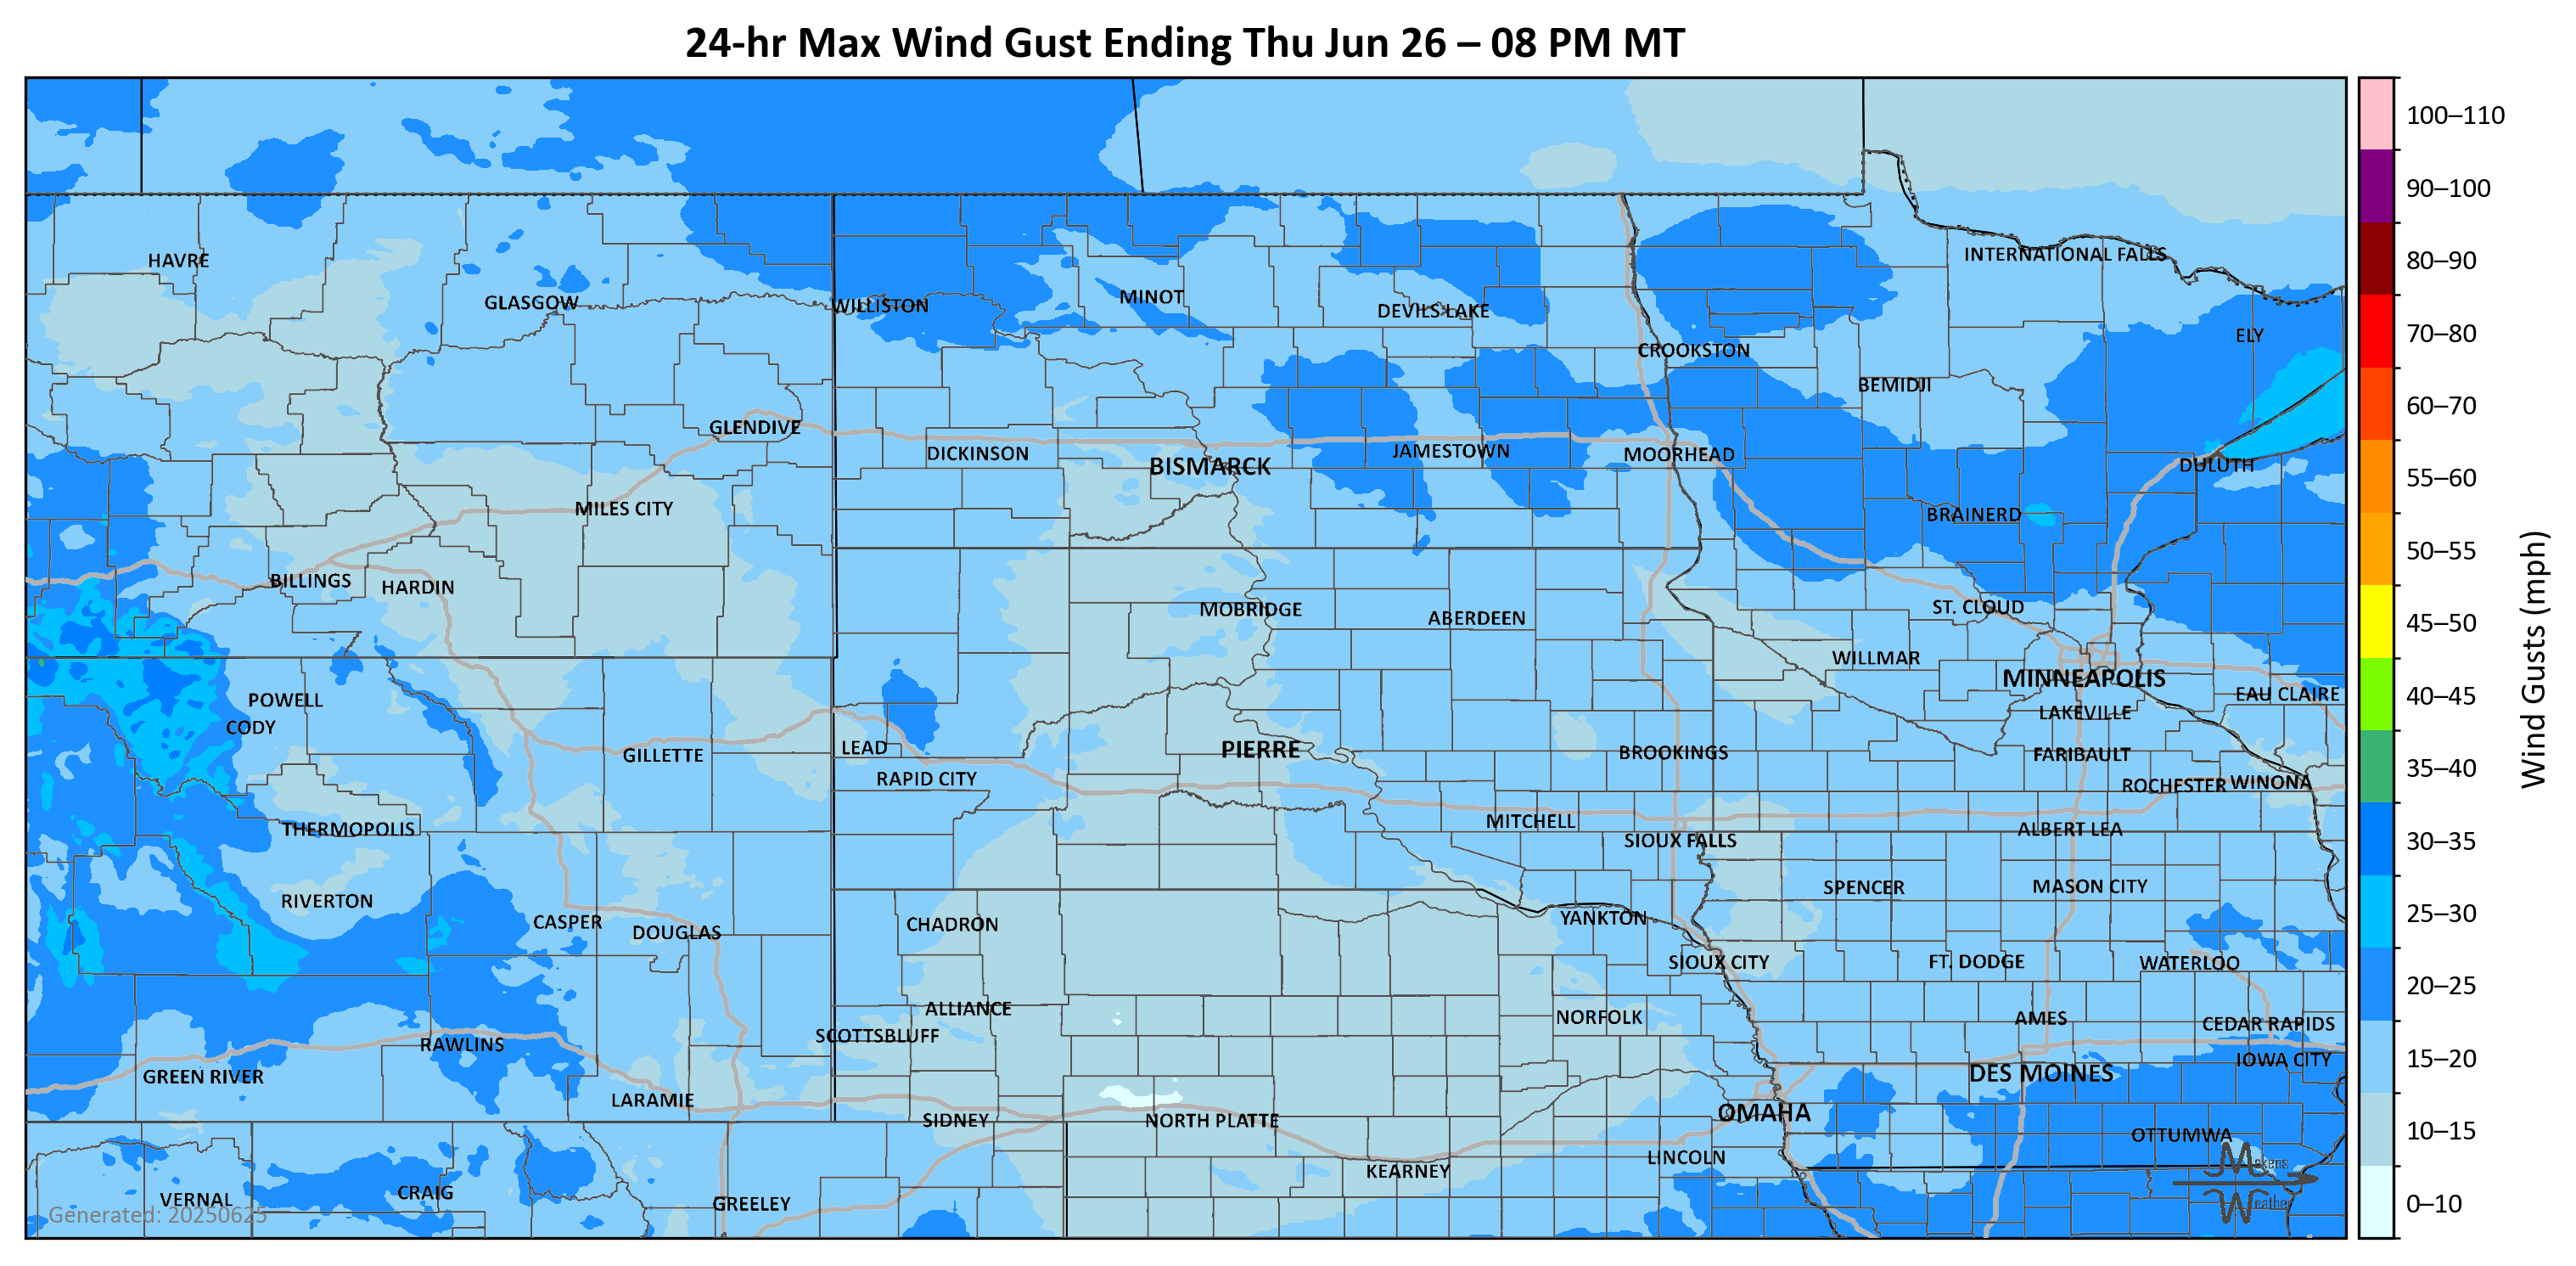 24-hr Max Wind Gust Ending Thu Jun 26 – 08 PM MT
100–110
90–100
80–90
70–80
60–70
55–60
50–55
45–50
40–45
35–40
30–35
25–30
20–25
15–20
10–15
0–10
Wind Gusts (mph)
HAVRE
INTERNATIONAL FALLS
GLASGOW
WILLISTON
MINOT
DEVILS LAKE
ELY
CROOKSTON
BEMIDJI
GLENDIVE
DICKINSON
BISMARCK
JAMESTOWN
MOORHEAD
DULUTH
MILES CITY
BRAINERD
BILLINGS
HARDIN
MOBRIDGE
ABERDEEN
ST. CLOUD
WILLMAR
MINNEAPOLIS
POWELL
EAU CLAIRE
CODY
LAKEVILLE
GILLETTE
LEAD
PIERRE
BROOKINGS
FARIBAULT
RAPID CITY
ROCHESTER
WINONA
THERMOPOLIS
MITCHELL
ALBERT LEA
SIOUX FALLS
RIVERTON
SPENCER
MASON CITY
CASPER
DOUGLAS
CHADRON
YANKTON
SIOUX CITY
FT. DODGE
WATERLOO
ALLIANCE
NORFOLK
AMES
CEDAR RAPIDS
RAWLINS
SCOTTSBLUFF
IOWA CITY
GREEN RIVER
DES MOINES
LARAMIE
SIDNEY
NORTH PLATTE
OMAHA
OTTUMWA
KEARNEY
LINCOLN
VERNAL
CRAIG
GREELEY
Generated: 20250625
Makens
Weather